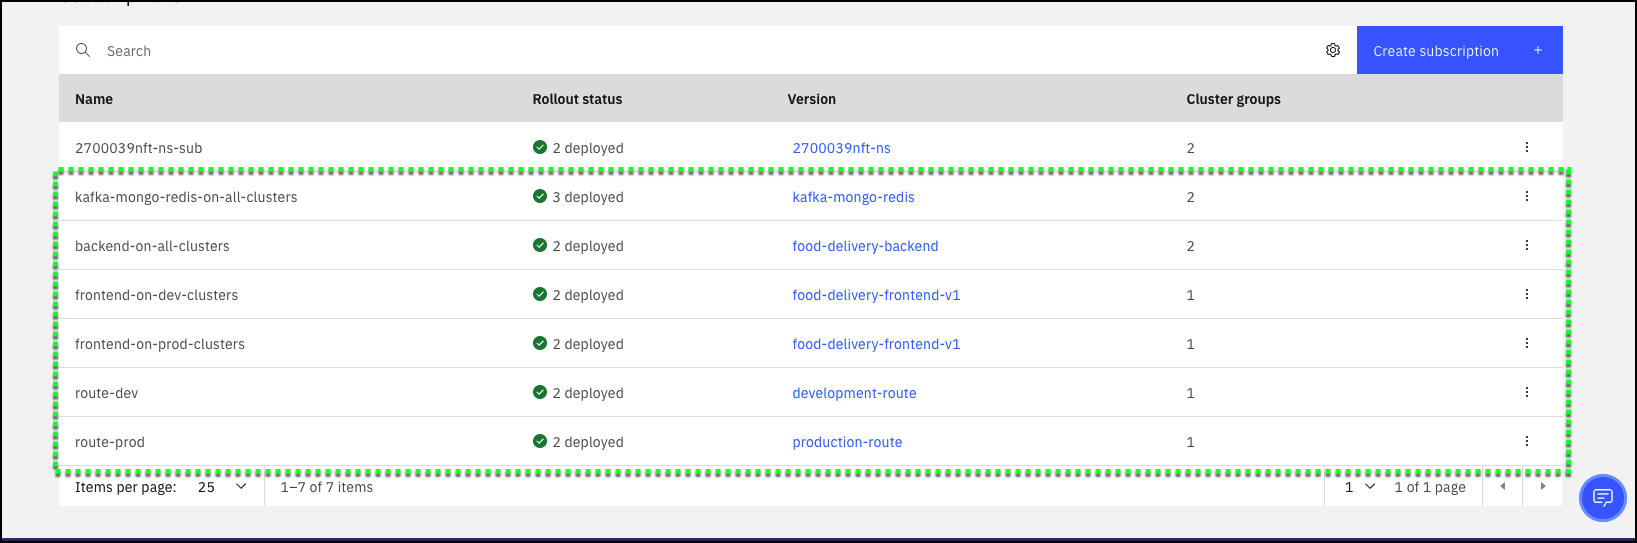 Search
Create subscription +
Name Rollout status Version Cluster groups
2700039nft-ns-sub 2 deployed 2700039nft-ns 2
kafka-mongo-redis-on-all-clusters 3 deployed kafka-mongo-redis 2
backend-on-all-clusters 2 deployed food-delivery-backend 2
frontend-on-dev-clusters 2 deployed food-delivery-frontend-v1 1
frontend-on-prod-clusters 2 deployed food-delivery-frontend-v1 1
route-dev 2 deployed development-route 1
route-prod 2 deployed production-route 1
Items per page: 25 1–7 of 7 items 1 1 of 1 page